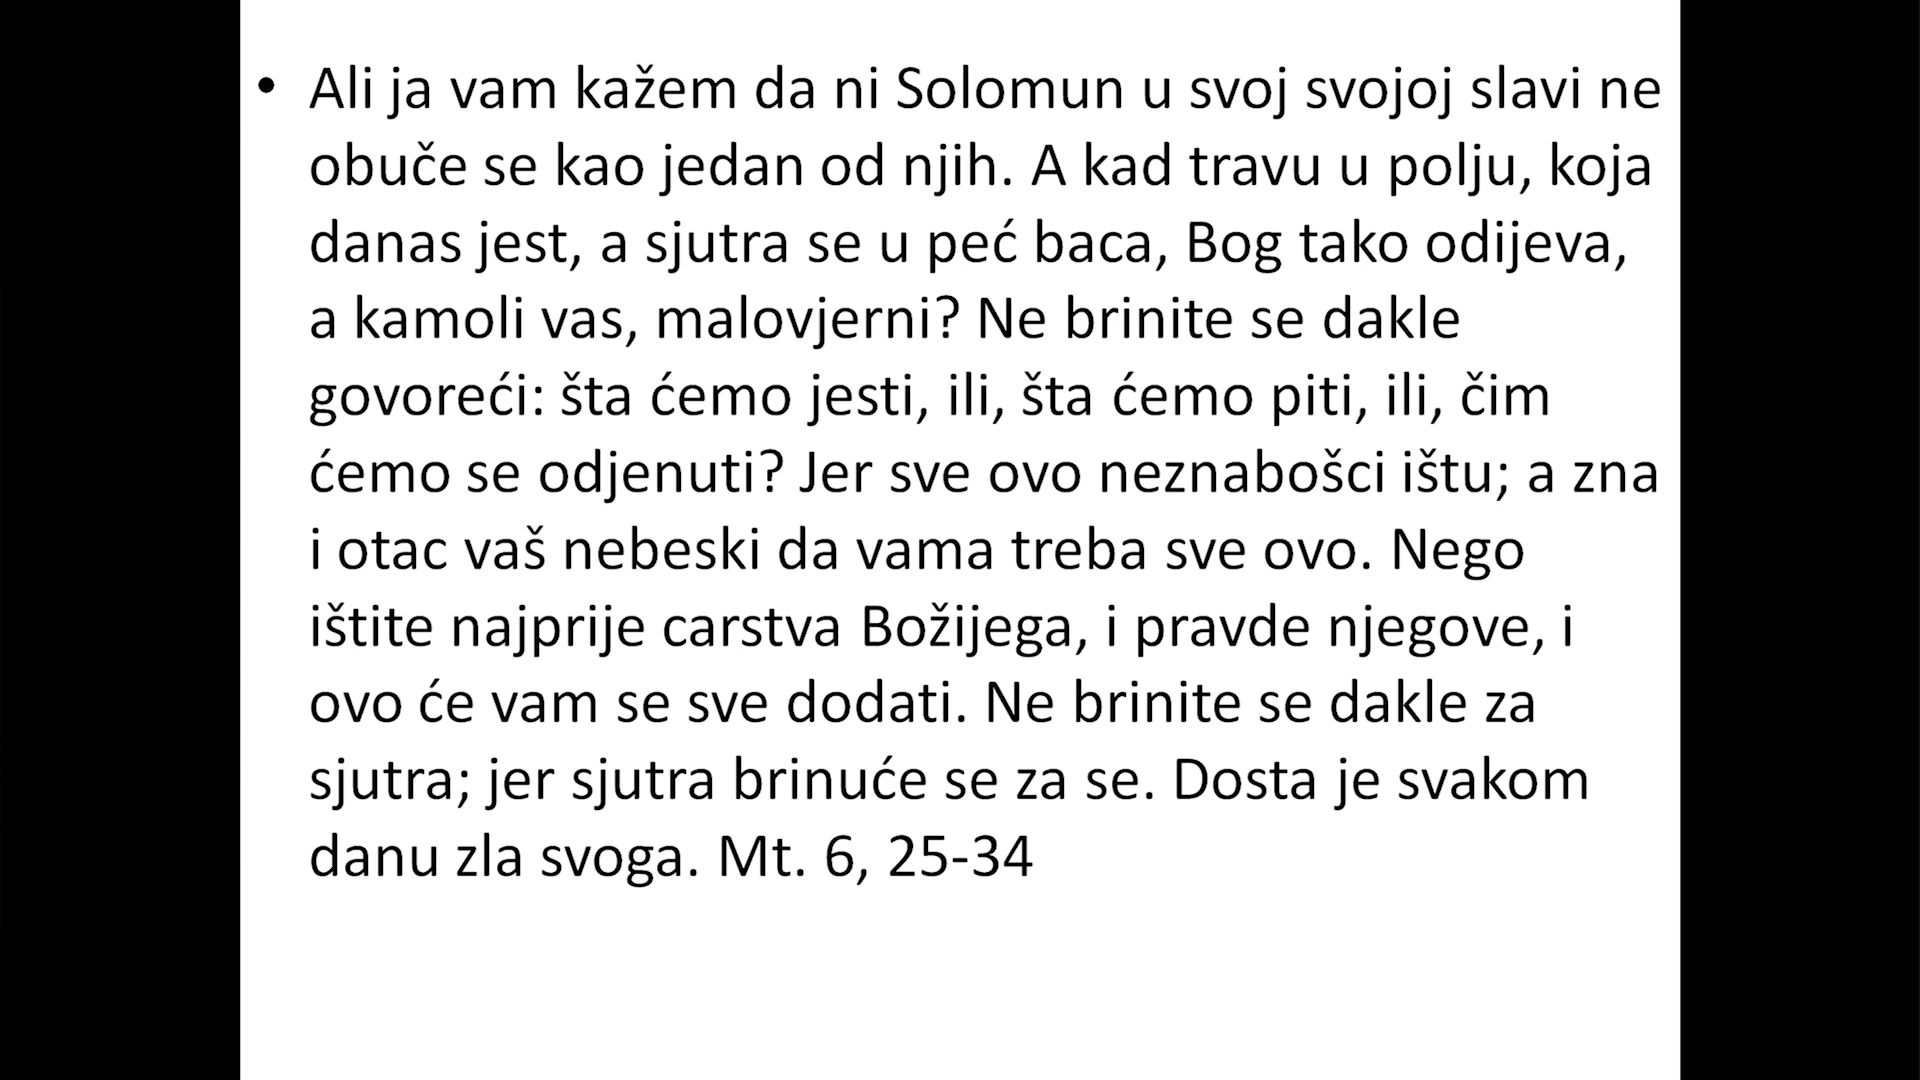 • Ali ja vam kažem da ni Solomun u svoj svojoj slavi ne
obuče se kao jedan od njih. A kad travu u polju, koja
danas jest, a sjutra se u peć baca, Bog tako odijeva,
a kamoli vas, malovjerni? Ne brinite se dakle
govoreći: šta ćemo jesti, ili, šta ćemo piti, ili, čim
ćemo se odjenuti? Jer sve ovo neznabošci ištu; a zna
i otac vaš nebeski da vama treba sve ovo. Nego
ištite najprije carstva Božijega, i pravde njegove, i
ovo će vam se sve dodati. Ne brinite se dakle za
sjutra; jer sjutra brinuće se za se. Dosta je svakom
danu zla svoga. Mt. 6, 25-34